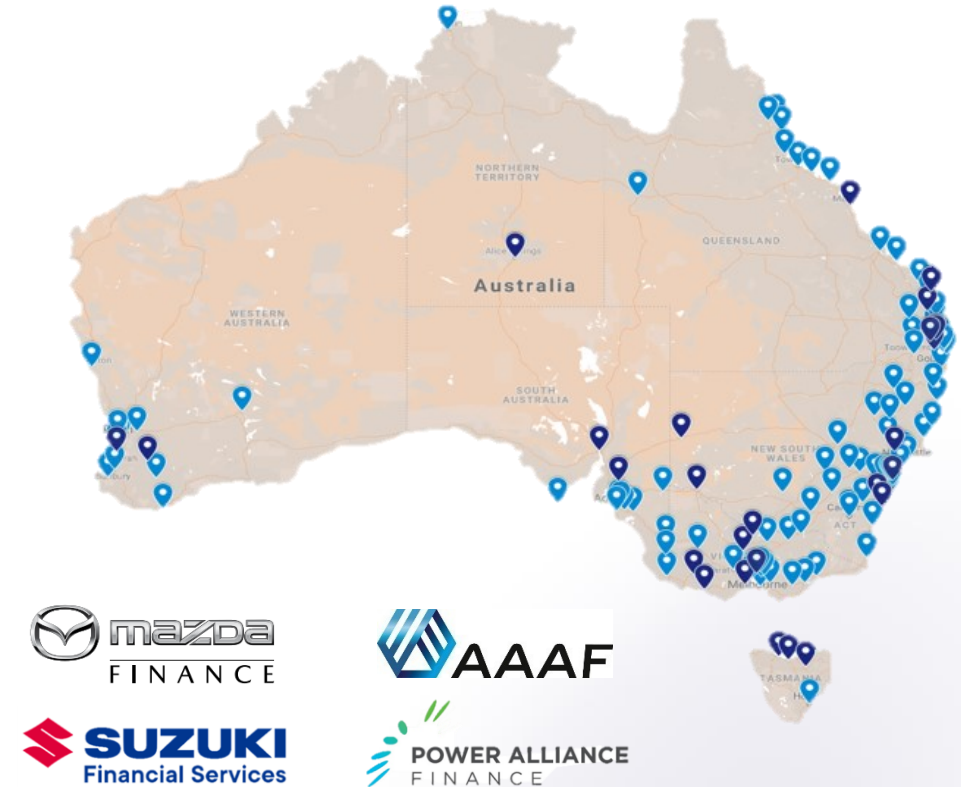 NORTHERN
TERRITORY
QUEENSLAND
Australia
WESTERN
AUSTRALIA
SOUTH
AUSTRALIA
NEW SOUTH
WALES
ACT
Melbourne
TASMANIA
mazda
FINANCE
AAAF
SUZUKI
Financial Services
POWER ALLIANCE
FINANCE